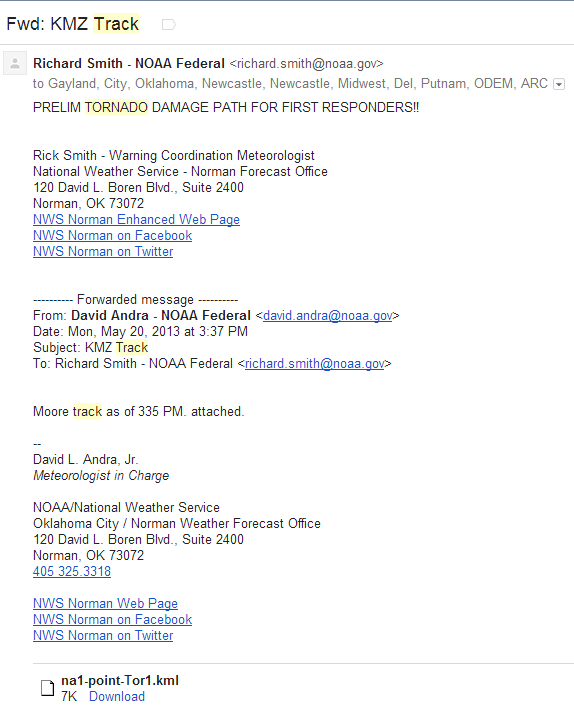 Fwd: KMZ Track
Richard Smith - NOAA Federal <richard.smith@noaa.gov>
to Gayland, City, Oklahoma, Newcastle, Newcastle, Midwest, Del, Putnam, ODEM, ARC
PRELIM TORNADO DAMAGE PATH FOR FIRST RESPONDERS!!
Rick Smith - Warning Coordination Meteorologist
National Weather Service - Norman Forecast Office
120 David L. Boren Blvd., Suite 2400
Norman, OK 73072
NWS Norman Enhanced Web Page
NWS Norman on Facebook
NWS Norman on Twitter
---------- Forwarded message ----------
From: David Andra - NOAA Federal <david.andra@noaa.gov>
Date: Mon, May 20, 2013 at 3:37 PM
Subject: KMZ Track
To: Richard Smith - NOAA Federal <richard.smith@noaa.gov>
Moore track as of 335 PM. attached.
--
David L. Andra, Jr.
Meteorologist in Charge
NOAA/National Weather Service
Oklahoma City / Norman Weather Forecast Office
120 David L. Boren Blvd., Suite 2400
Norman, OK 73072
405 325.3318
NWS Norman Web Page
NWS Norman on Facebook
NWS Norman on Twitter
na1-point-Tor1.kml
7K Download